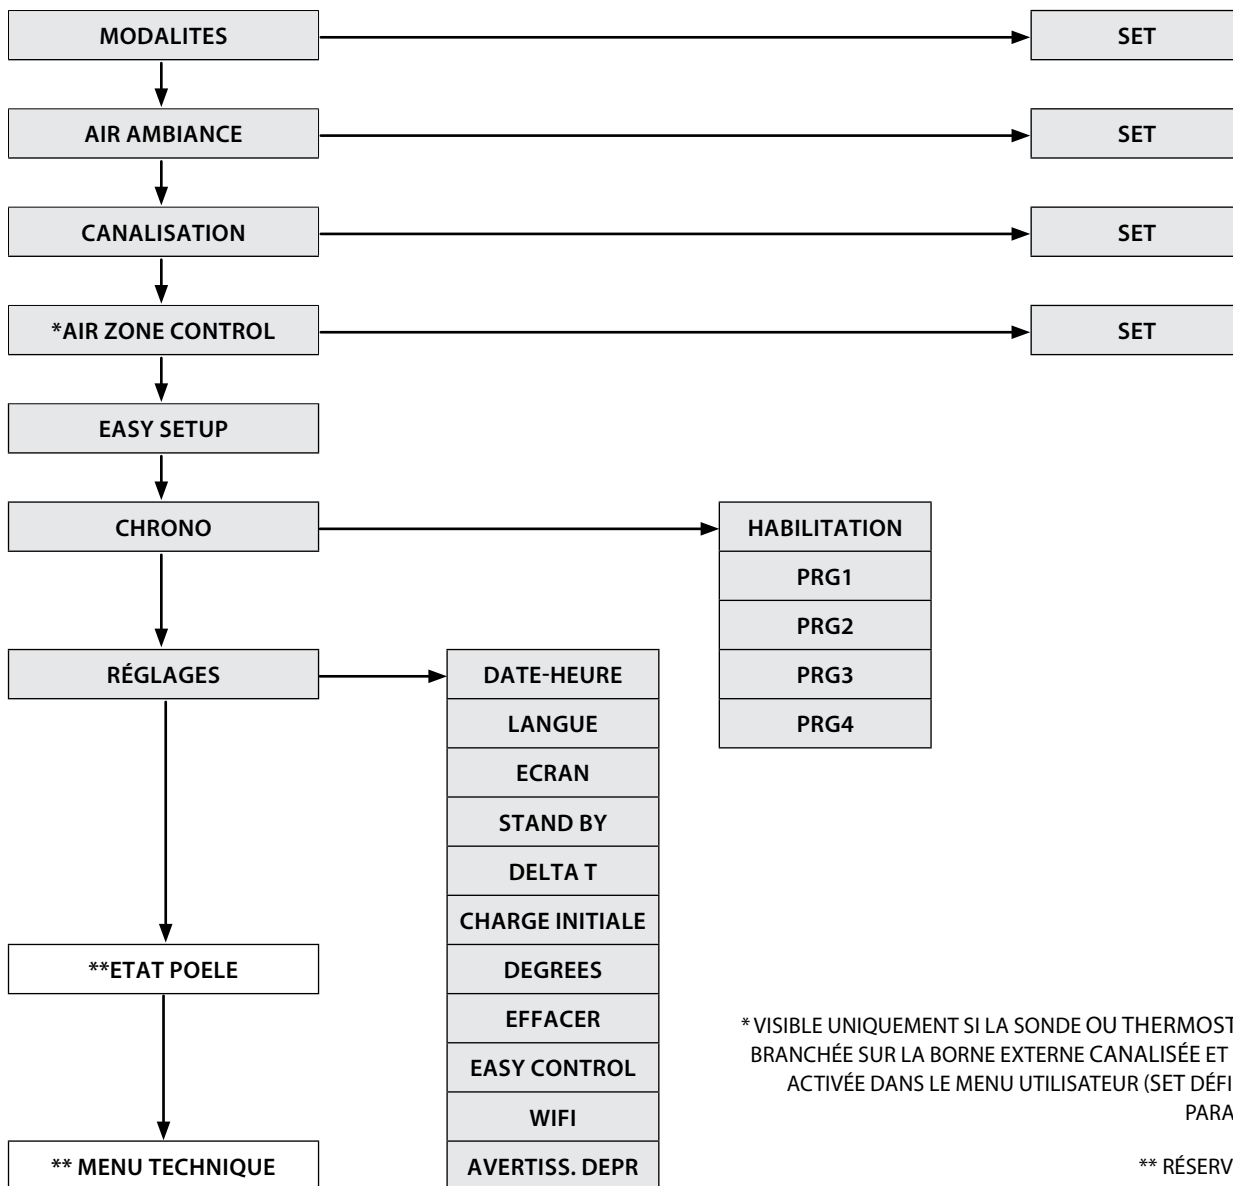 MODALITES
SET
AIR AMBIANCE
SET
CANALISATION
SET
*AIR ZONE CONTROL
SET
EASY SETUP
CHRONO
HABILITATION
PRG1
PRG2
PRG3
PRG4
RÉGLAGES
DATE-HEURE
LANGUE
ECRAN
STAND BY
DELTA T
CHARGE INITIALE
DEGREES
EFFACER
EASY CONTROL
WIFI
AVERTISS. DEPR
**ETAT POELE
** MENU TECHNIQUE
* VISIBLE UNIQUEMENT SI LA SONDE OU THERMOST
BRANCHÉE SUR LA BORNE EXTERNE CANALISÉE ET
ACTIVÉE DANS LE MENU UTILISATEUR (SET DÉFI
PARA
** RÉSERV